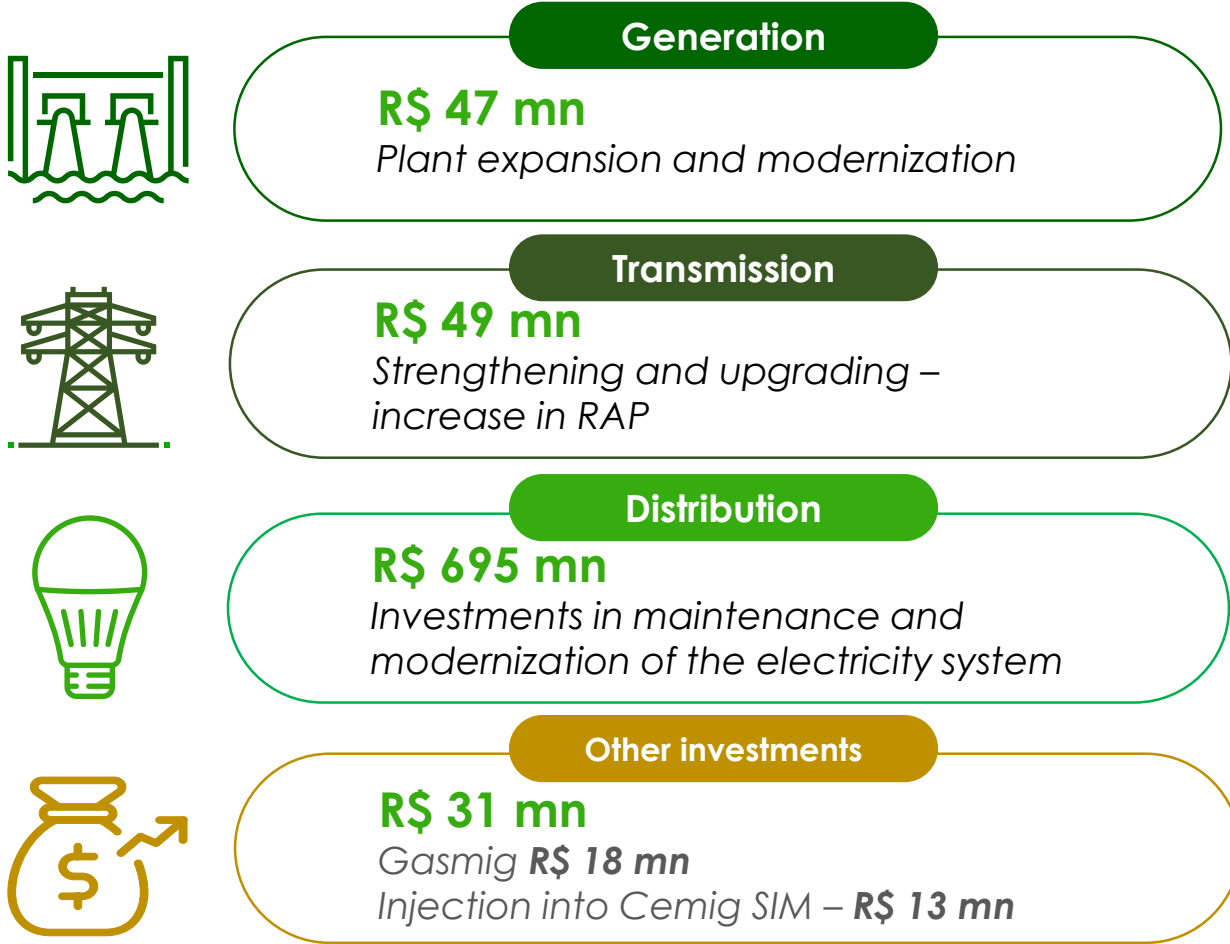 Generation
R$ 47 mn
Plant expansion and modernization
Transmission
R$ 49 mn
Strengthening and upgrading –
increase in RAP
Distribution
R$ 695 mn
Investments in maintenance and
modernization of the electricity system
Other investments
R$ 31 mn
Gasmig R$ 18 mn
Injection into Cemig SIM – R$ 13 mn
$